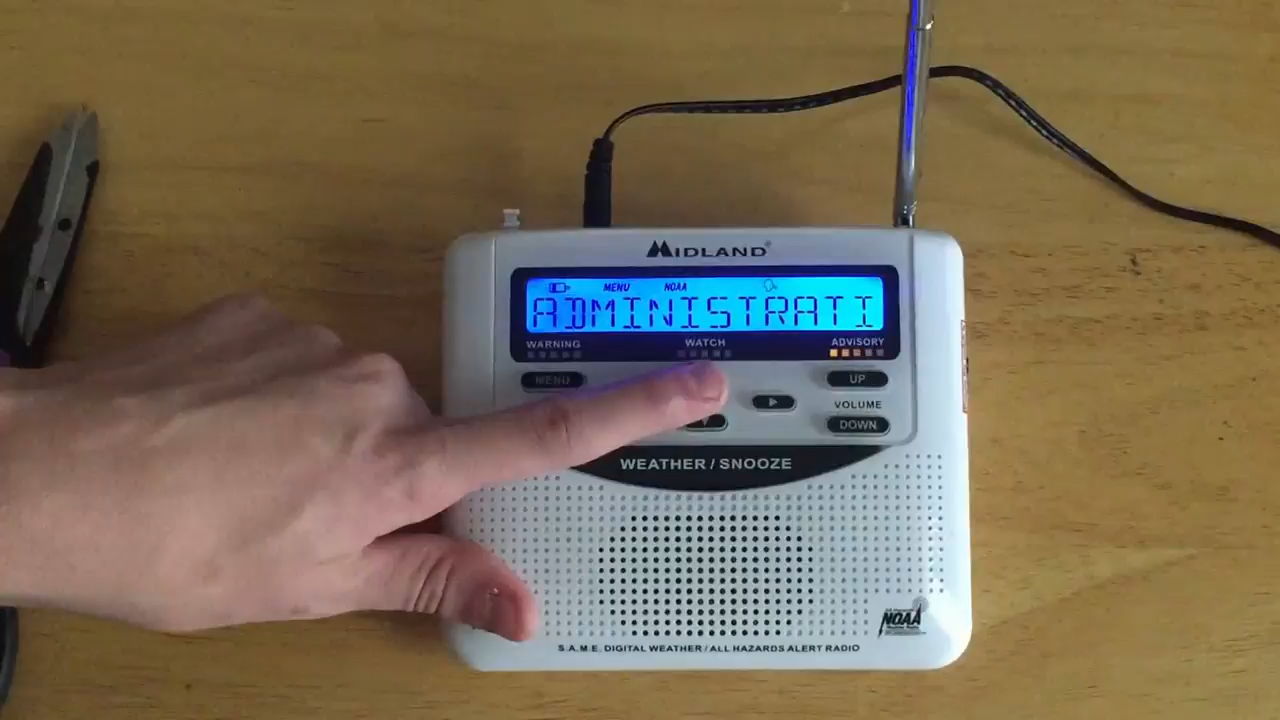 MIDLAND
MENU NOAA
ADMINISTRATI
WARNING WATCH ADVISORY
MENU UP
VOLUME
DOWN
WEATHER / SNOOZE
NOAA
S.A.M.E. DIGITAL WEATHER / ALL HAZARDS ALERT RADIO